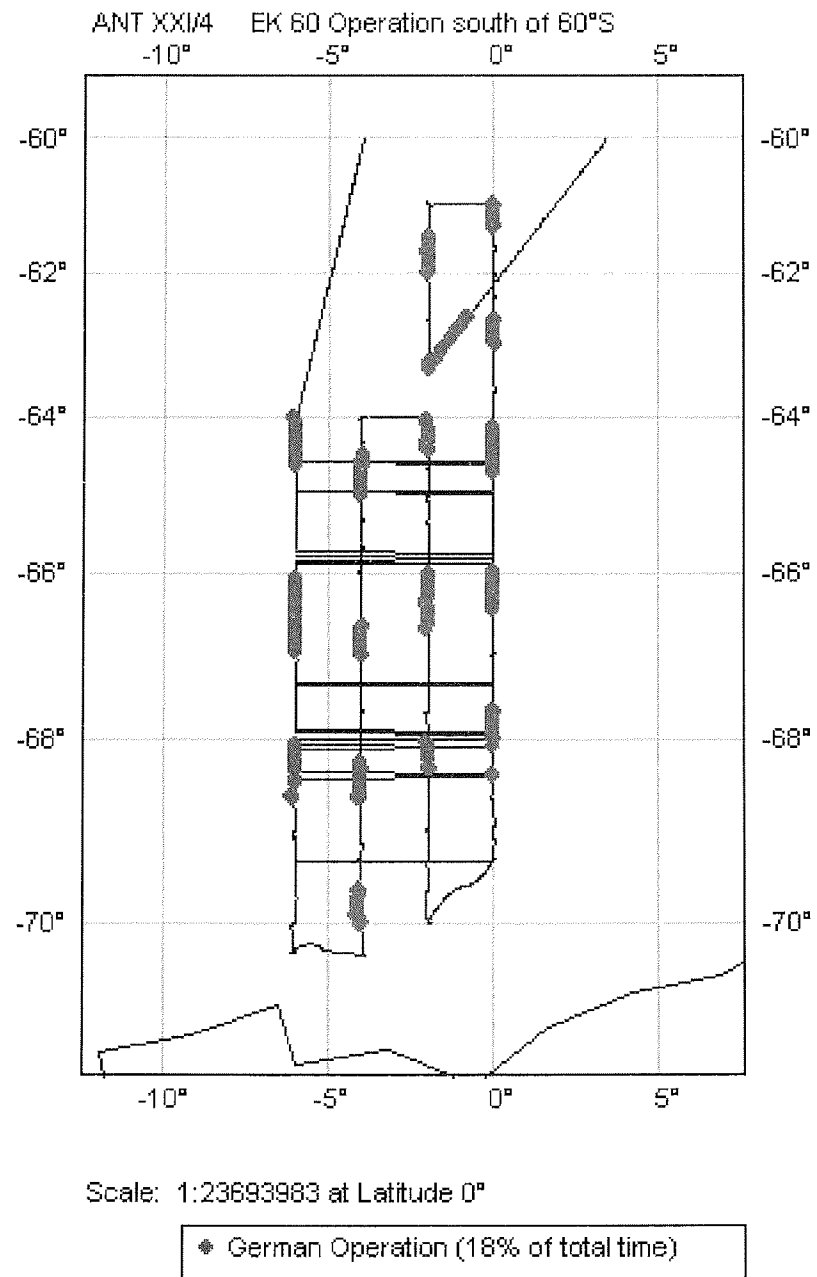 ANT XXI/4 EK 60 Operation south of 60°S
-10° -5° 0° 5°
-60° -60°
-62° -62°
-64° -64°
-66° -66°
-68° -68°
-70° -70°
-10° -5° 0° 5°
Scale: 1:23693983 at Latitude 0°
German Operation (18% of total time)